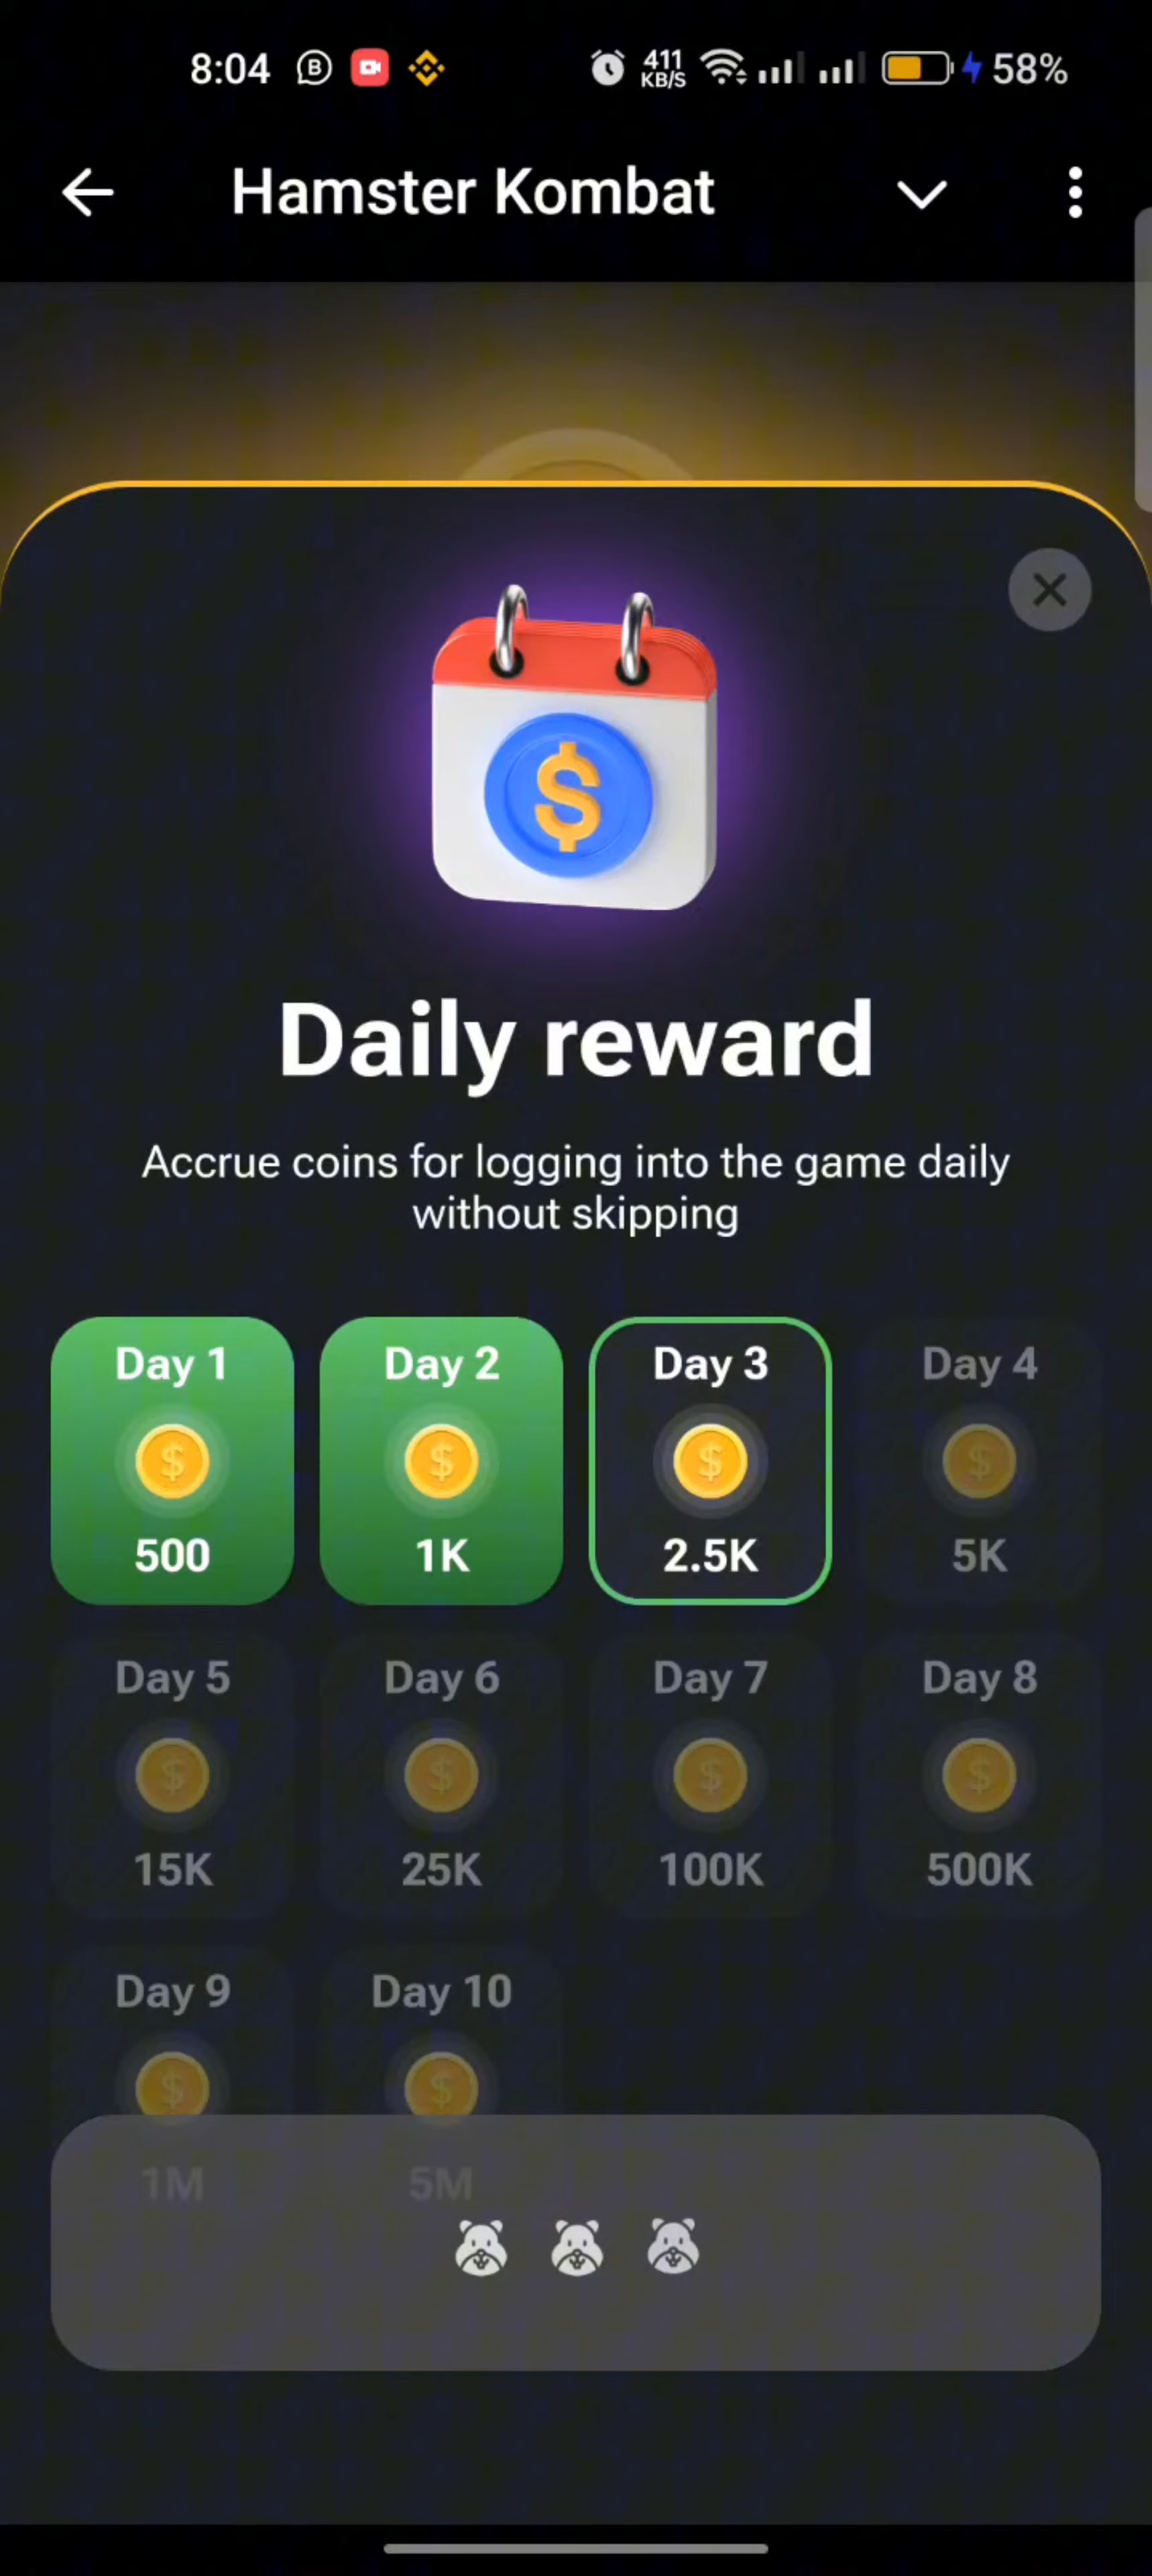 8:04 B 411 KB/S 58%
Hamster Kombat
$
Daily reward
Accrue coins for logging into the game daily
without skipping
Day 1 Day 2 Day 3 Day 4
$ $ $ $
500 1K 2.5K 5K
Day 5 Day 6 Day 7 Day 8
$ $ $ $
15K 25K 100K 500K
Day 9 Day 10
$ $
1M 5M